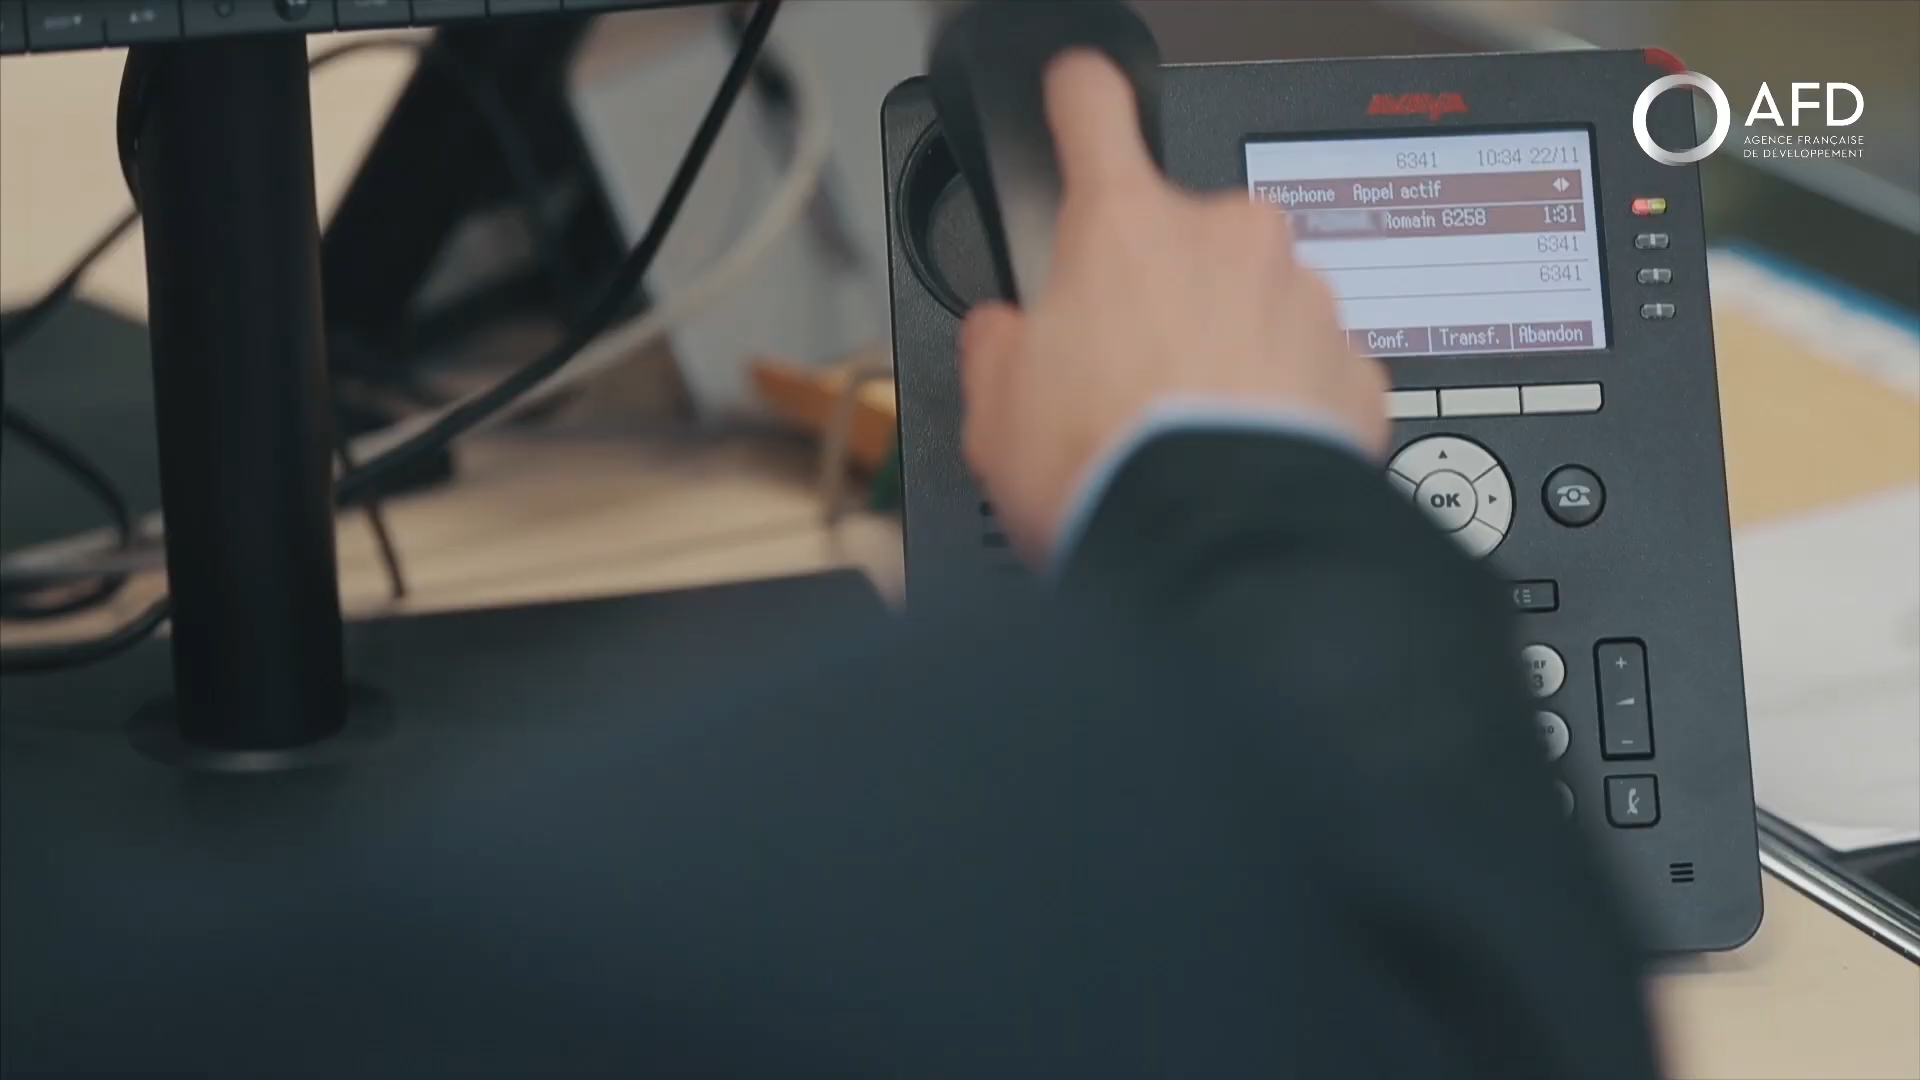 AVAYA
AFD
AGENCE FRANÇAISE
DE DÉVELOPPEMENT
6341 10:34 22/11
Téléphone Appel actif
Romain 6258 1:31
6341
6341
Conf. Transf. Abandon
OK
3
+
-